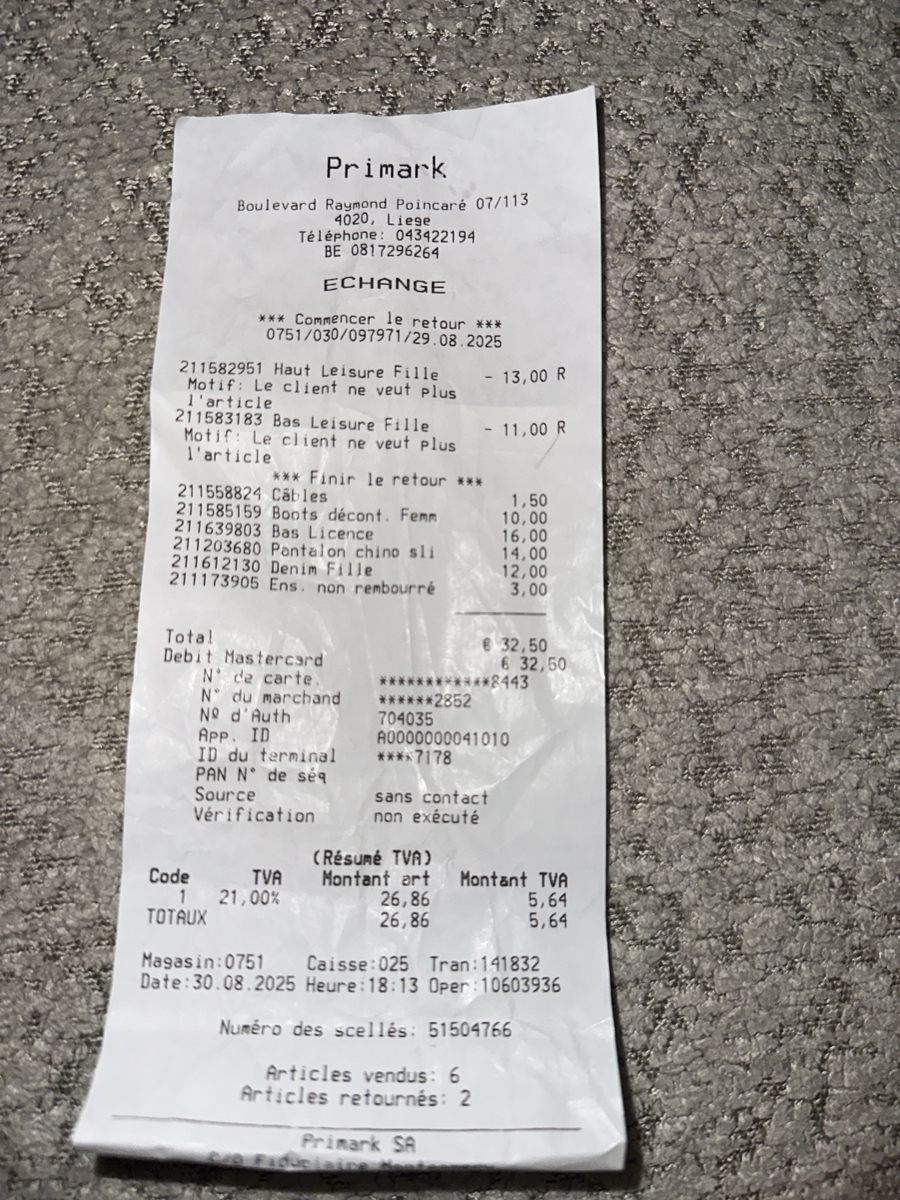 Primark
Boulevard Raymond Poincaré 07/113
4020, Liege
Téléphone: 043422194
BE 0817296264
ECHANGE
*** Commencer le retour ***
0751/030/097971/29.08.2025
211582951 Haut Leisure Fille - 13,00 R
Motif: Le client ne veut plus
l'article
211583183 Bas Leisure Fille - 11,00 R
Motif: Le client ne veut plus
l'article
*** Finir le retour ***
211558824 Câbles 1,50
211585159 Boots décont. Femm 10,00
211639803 Bas Licence 16,00
211203680 Pantalon chino sli 14,00
211612130 Denim Fille 12,00
211173905 Ens. non rembourré 3,00
Total € 32,50
Debit Mastercard € 32,50
N° de carte. ************8443
N° du marchand ******2852
Nº d'Auth 704035
App. ID A0000000041010
ID du terminal ****7178
PAN N° de séq
Source sans contact
Vérification non exécuté
(Résumé TVA)
Code TVA Montant art Montant TVA
1 21,00% 26,86 5,64
TOTAUX 26,86 5,64
Magasin:0751 Caisse:025 Tran:141832
Date:30.08.2025 Heure:18:13 Oper:10603936
Numéro des scellés: 51504766
Articles vendus: 6
Articles retournés: 2
Primark SA
C/O Fiduciaire